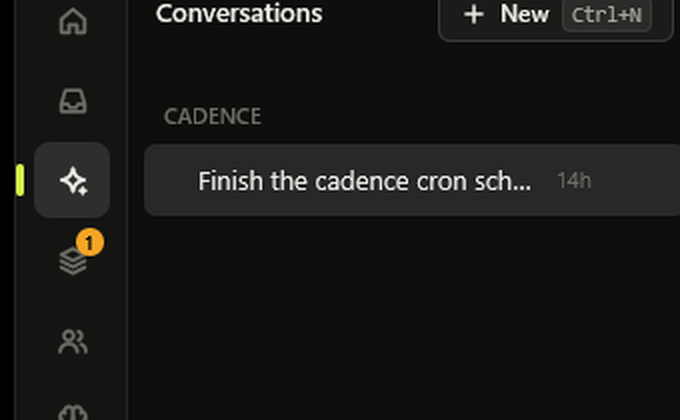 Conversations
+ New Ctrl+N
CADENCE
Finish the cadence cron sch... 14h
1